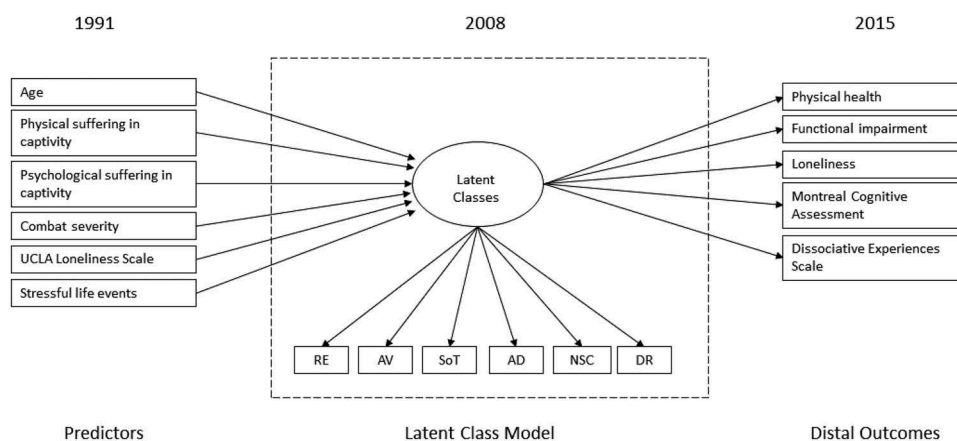 1991
2008
2015
Age
Physical suffering in
captivity
Psychological suffering in
captivity
Combat severity
UCLA Loneliness Scale
Stressful life events
Latent
Classes
RE
AV
SoT
AD
NSC
DR
Physical health
Functional impairment
Loneliness
Montreal Cognitive
Assessment
Dissociative Experiences
Scale
Predictors
Latent Class Model
Distal Outcomes